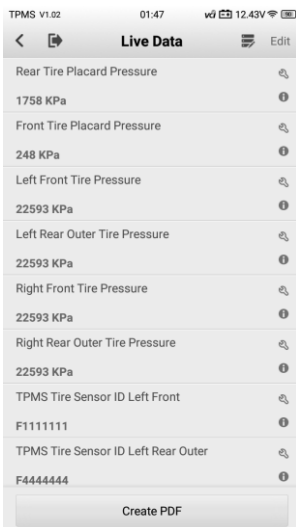 TPMS V1.02 01:47 12.43V
Live Data Edit
Rear Tire Placard Pressure
1758 KPa
Front Tire Placard Pressure
248 KPa
Left Front Tire Pressure
22593 KPa
Left Rear Outer Tire Pressure
22593 KPa
Right Front Tire Pressure
22593 KPa
Right Rear Outer Tire Pressure
22593 KPa
TPMS Tire Sensor ID Left Front
F1111111
TPMS Tire Sensor ID Left Rear Outer
F4444444
Create PDF